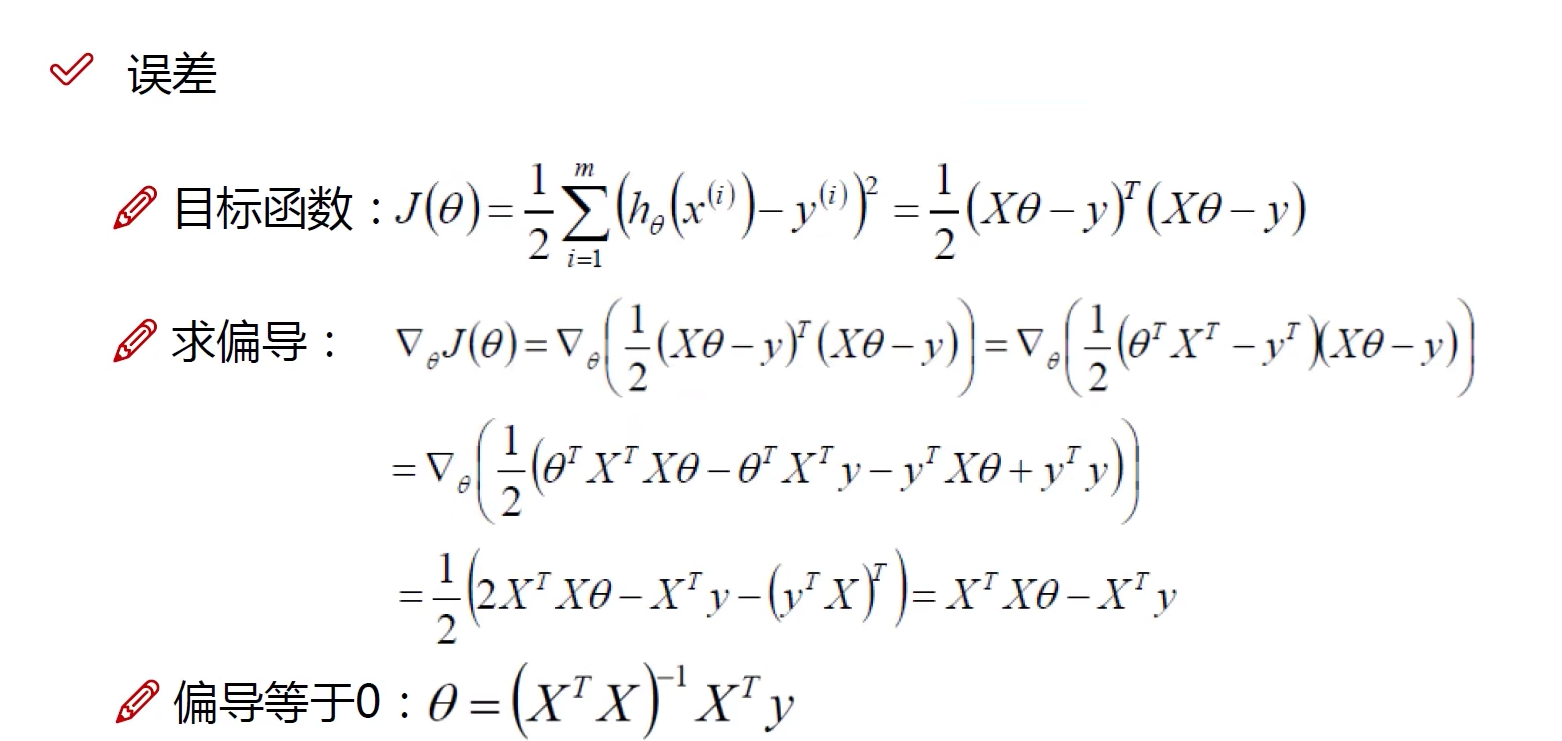 误差
目标函数：J(θ) = 1/2 ∑_{i=1}^{m} (h_θ(x^{(i)}) − y^{(i)})^2 = 1/2 (Xθ − y)^T (Xθ − y)
求偏导： ∇_θ J(θ) = ∇_θ (1/2 (Xθ − y)^T (Xθ − y)) = ∇_θ (1/2 (θ^T X^T − y^T)(Xθ − y))
= ∇_θ (1/2 (θ^T X^T Xθ − θ^T X^T y − y^T Xθ + y^T y))
= 1/2 (2X^T Xθ − X^T y − (y^T X)^T) = X^T Xθ − X^T y
偏导等于0：θ = (X^T X)^{−1} X^T y